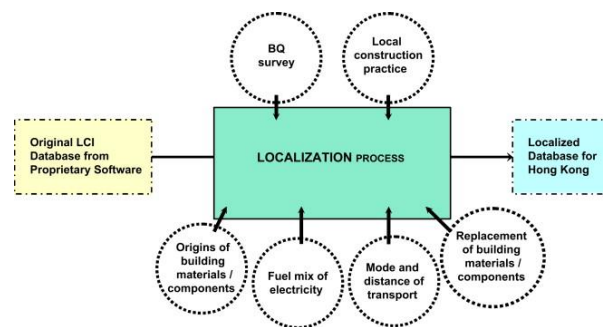 BQ
survey
Local
construction
practice
Original LCI
Database from
Proprietary Software
LOCALIZATION PROCESS
Localized
Database for
Hong Kong
Origins of
building
materials /
components
Fuel mix of
electricity
Mode and
distance of
transport
Replacement
of building
materials /
components